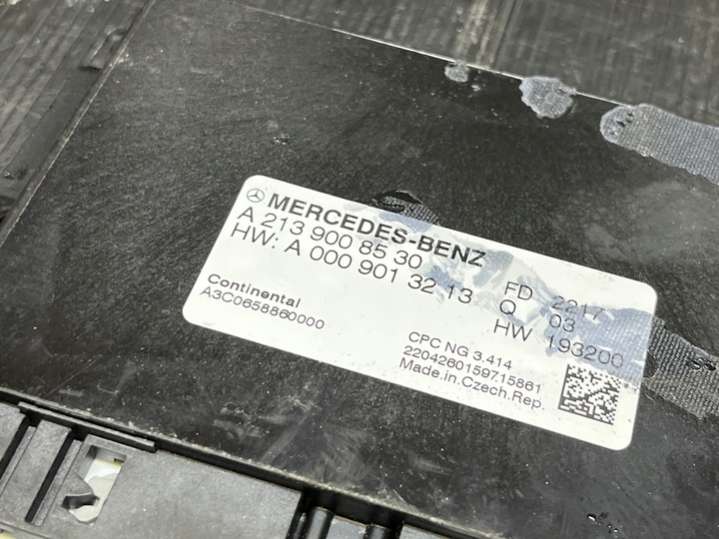 MERCEDES-BENZ
A 213 900 85 30
HW: A 000 901 32 13
FD 2217
Q 03
HW 193200
Continental
A3C0658860000
CPC NG 3.414
22042601597 15861
Made.in.Czech.Rep.